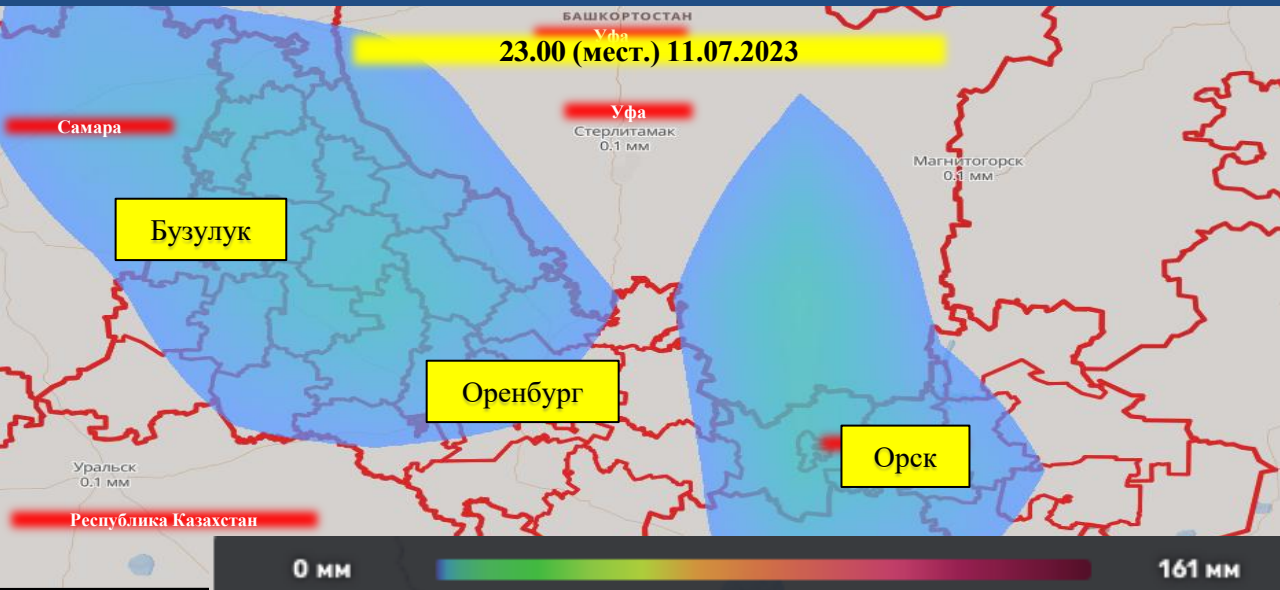 БАШКОРТОСТАН
Уфа
23.00 (мест.) 11.07.2023
Уфа
Стерлитамак
0.1 мм
Самара
Магнитогорск
0.1 мм
Бузулук
Оренбург
Орск
Уральск
0.1 мм
Республика Казахстан
0 мм
161 мм